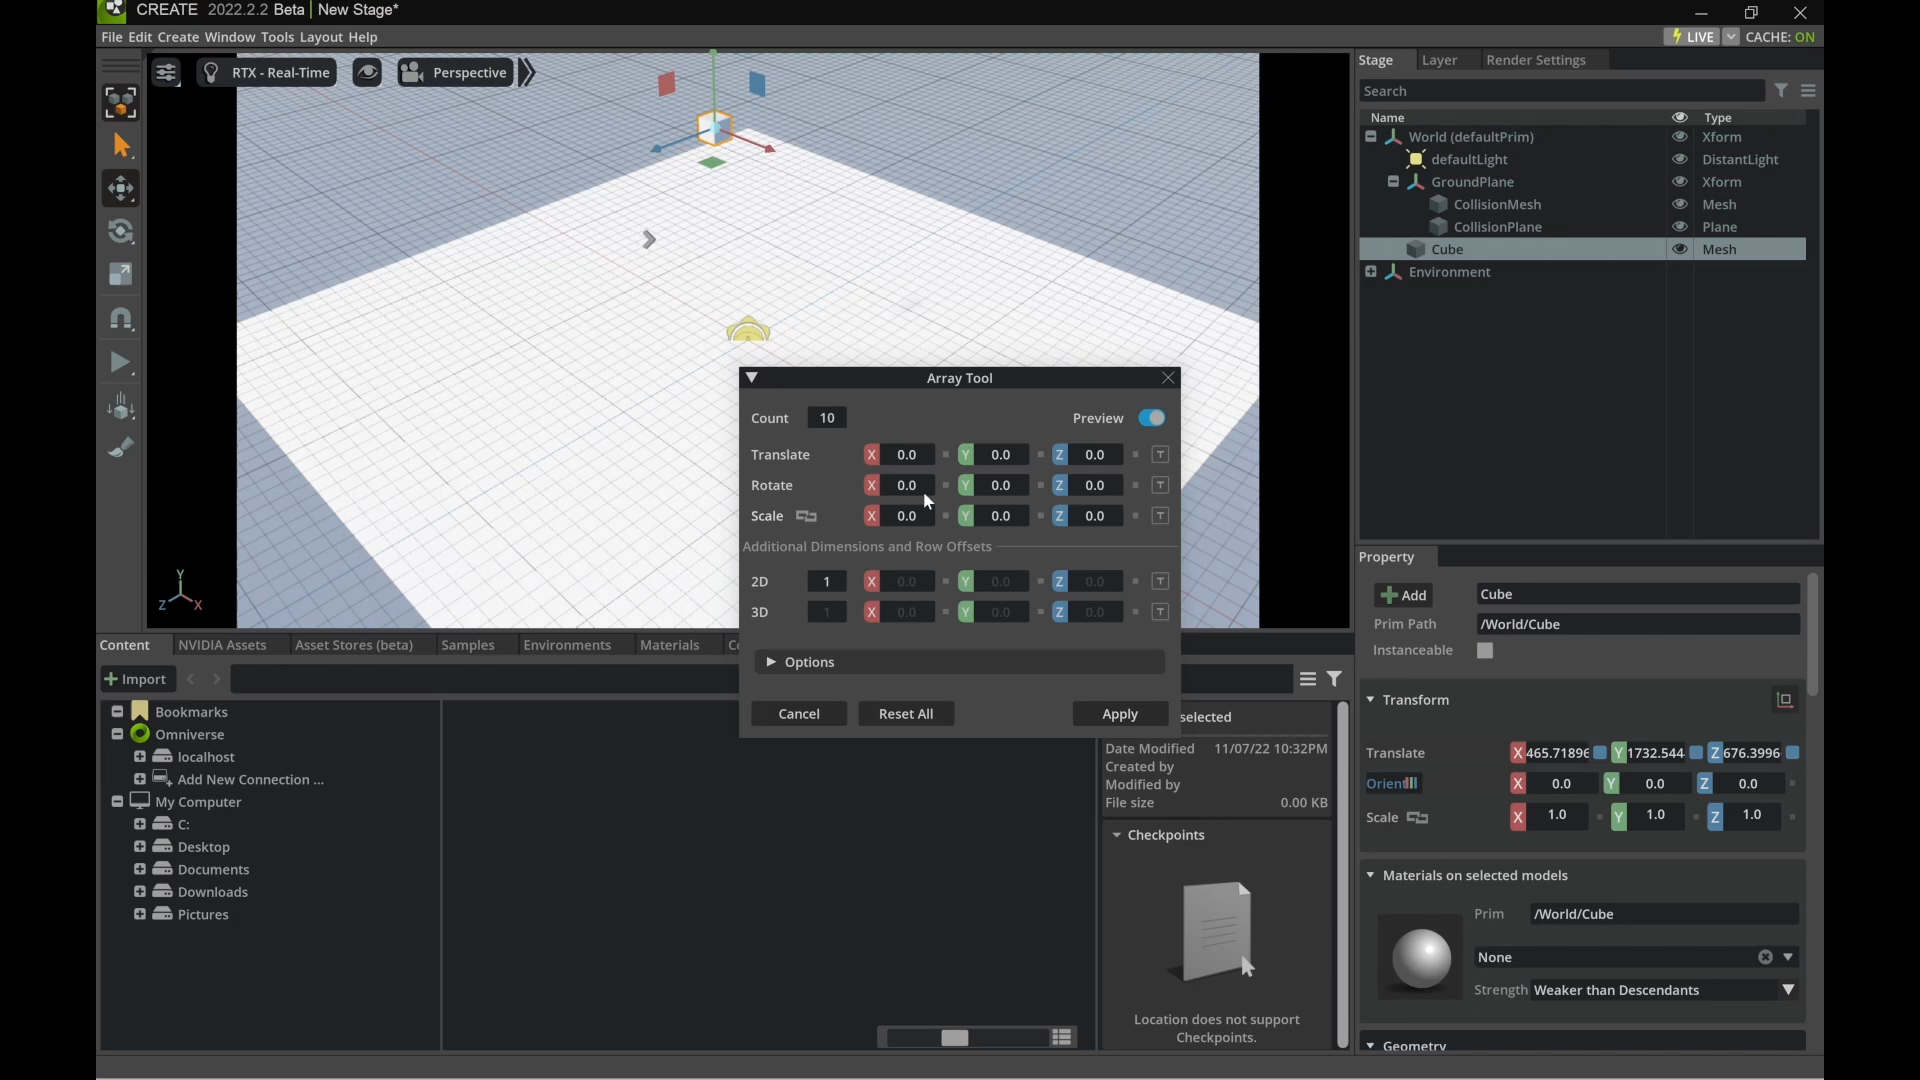 CREATE 2022.2.2 Beta | New Stage*
File Edit Create Window Tools Layout Help
LIVE CACHE: ON
RTX - Real-Time Perspective
Stage Layer Render Settings
Search
Name Type
World (defaultPrim) Xform
defaultLight DistantLight
GroundPlane Xform
CollisionMesh Mesh
CollisionPlane Plane
Cube Mesh
Environment
Array Tool
Count 10 Preview
Translate X 0.0 Y 0.0 Z 0.0 T
Rotate X 0.0 Y 0.0 Z 0.0 T
Scale X 0.0 Y 0.0 Z 0.0 T
Additional Dimensions and Row Offsets
2D 1 X 0.0 Y 0.0 Z 0.0 T
3D 1 X 0.0 Y 0.0 Z 0.0 T
Options
Cancel Reset All Apply
Y
Z X
Content NVIDIA Assets Asset Stores (beta) Samples Environments Materials
Import
Bookmarks
Omniverse
localhost
Add New Connection ...
My Computer
C:
Desktop
Documents
Downloads
Pictures
selected
Date Modified 11/07/22 10:32PM
Created by
Modified by
File size 0.00 KB
Checkpoints
Location does not support
Checkpoints.
Property
Add Cube
Prim Path /World/Cube
Instanceable
Transform
Translate X 465.71896 Y 1732.544 Z 676.3996
Orient X 0.0 Y 0.0 Z 0.0
Scale X 1.0 Y 1.0 Z 1.0
Materials on selected models
Prim /World/Cube
None
Strength Weaker than Descendants
Geometry